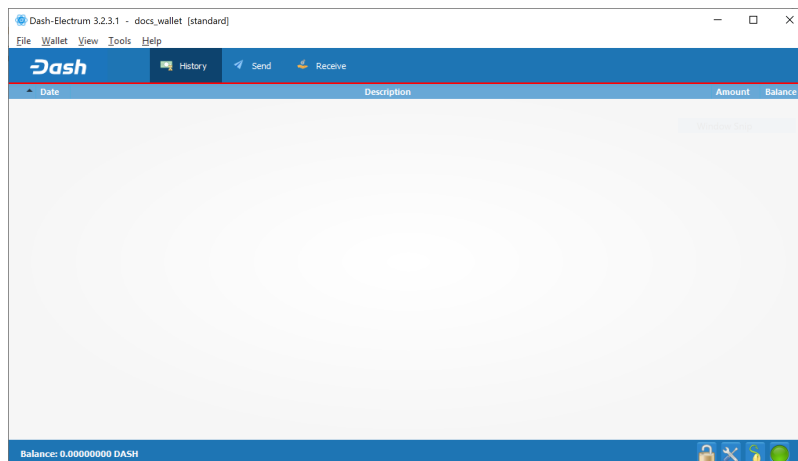 Dash-Electrum 3.2.3.1 - docs_wallet [standard]
File Wallet View Tools Help
Dash History Send Receive
Date Description Amount Balance
Balance: 0.00000000 DASH